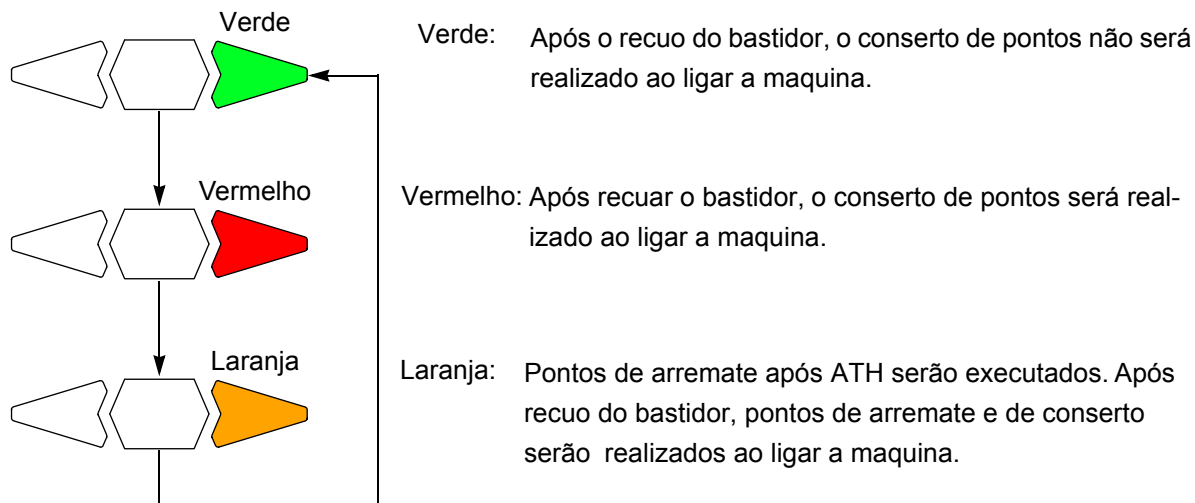 Verde
Verde: Após o recuo do bastidor, o conserto de pontos não será
realizado ao ligar a maquina.
Vermelho
Vermelho: Após recuar o bastidor, o conserto de pontos será real-
izado ao ligar a maquina.
Laranja
Laranja: Pontos de arremate após ATH serão executados. Após
recuo do bastidor, pontos de arremate e de conserto
serão realizados ao ligar a maquina.